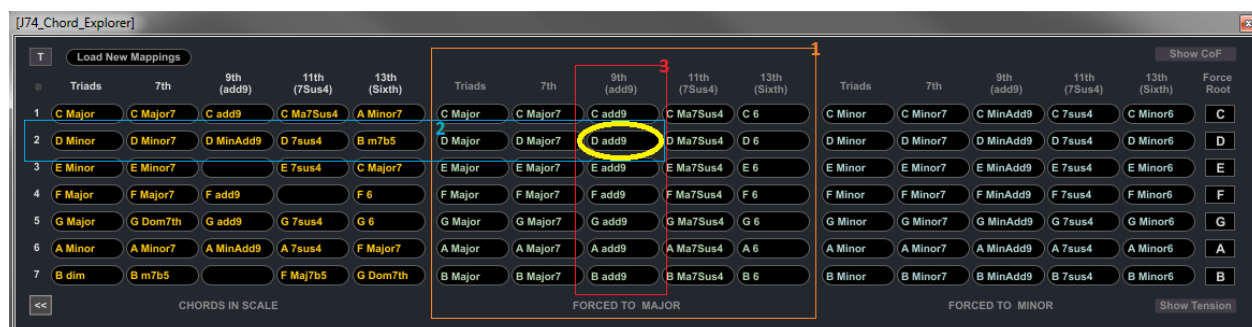 [J74_Chord_Explorer]
1
T Load New Mappings Show CoF
Triads 7th 9th (add9) 11th (7Sus4) 13th (Sixth) Triads 7th 9th (add9) 11th (7Sus4) 13th (Sixth) Triads 7th 9th (add9) 11th (7Sus4) 13th (Sixth) Force Root
3
1 C Major C Major7 C add9 C Ma7Sus4 A Minor7 C Major C Major7 C add9 C Ma7Sus4 C 6 C Minor C Minor7 C MinAdd9 C 7sus4 C Minor6 C
2
2 D Minor D Minor7 D MinAdd9 D 7sus4 B m7b5 D Major D Major7 D add9 D Ma7Sus4 D 6 D Minor D Minor7 D MinAdd9 D 7sus4 D Minor6 D
3 E Minor E Minor7 E 7sus4 C Major7 E Major E Major7 E add9 E Ma7Sus4 E 6 E Minor E Minor7 E MinAdd9 E 7sus4 E Minor6 E
4 F Major F Major7 F add9 F 6 F Major F Major7 F add9 F Ma7Sus4 F 6 F Minor F Minor7 F MinAdd9 F 7sus4 F Minor6 F
5 G Major G Dom7th G add9 G 7sus4 G 6 G Major G Major7 G add9 G Ma7Sus4 G 6 G Minor G Minor7 G MinAdd9 G 7sus4 G Minor6 G
6 A Minor A Minor7 A MinAdd9 A 7sus4 F Major7 A Major A Major7 A add9 A Ma7Sus4 A 6 A Minor A Minor7 A MinAdd9 A 7sus4 A Minor6 A
7 B dim B m7b5 F Maj7b5 G Dom7th B Major B Major7 B add9 B Ma7Sus4 B 6 B Minor B Minor7 B MinAdd9 B 7sus4 B Minor6 B
<< CHORDS IN SCALE FORCED TO MAJOR FORCED TO MINOR Show Tension